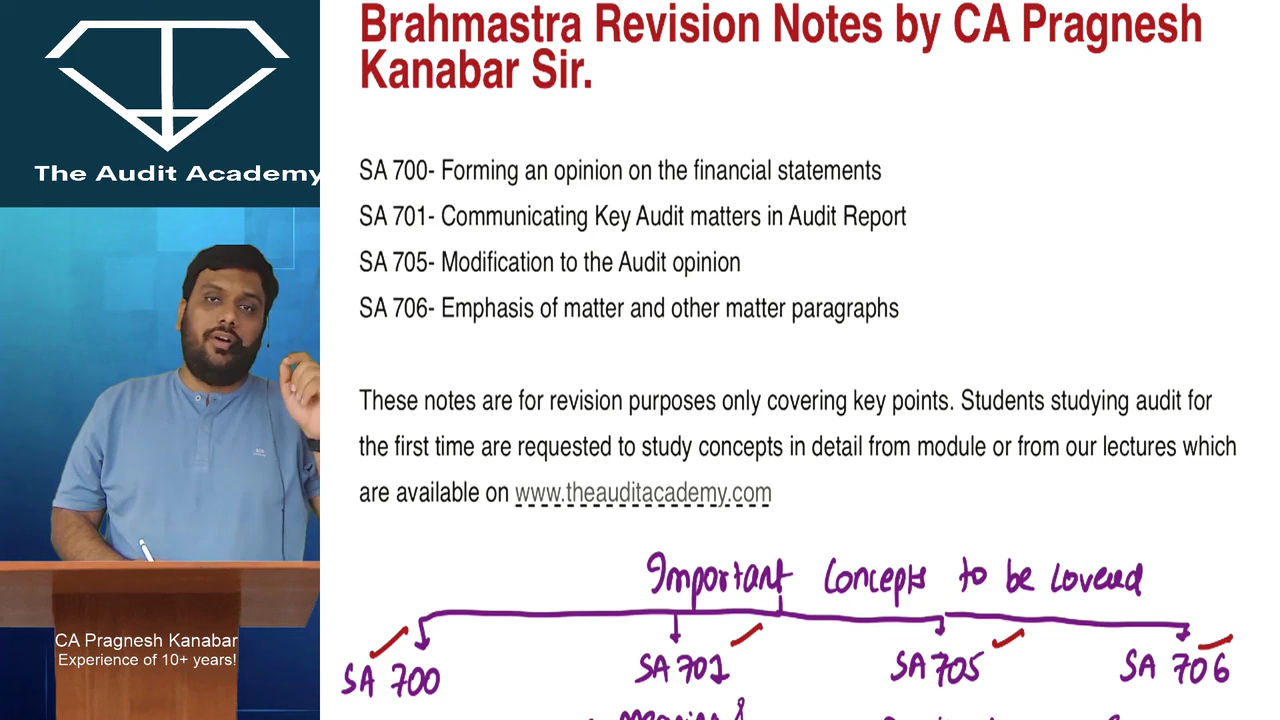 The Audit Academy
Brahmastra Revision Notes by CA Pragnesh
Kanabar Sir.
SA 700- Forming an opinion on the financial statements
SA 701- Communicating Key Audit matters in Audit Report
SA 705- Modification to the Audit opinion
SA 706- Emphasis of matter and other matter paragraphs
These notes are for revision purposes only covering key points. Students studying audit for
the first time are requested to study concepts in detail from module or from our lectures which
are available on www.theauditacademy.com
Important Concepts to be Covered
SA 700 SA 701 SA 705 SA 706
CA Pragnesh Kanabar
Experience of 10+ years!